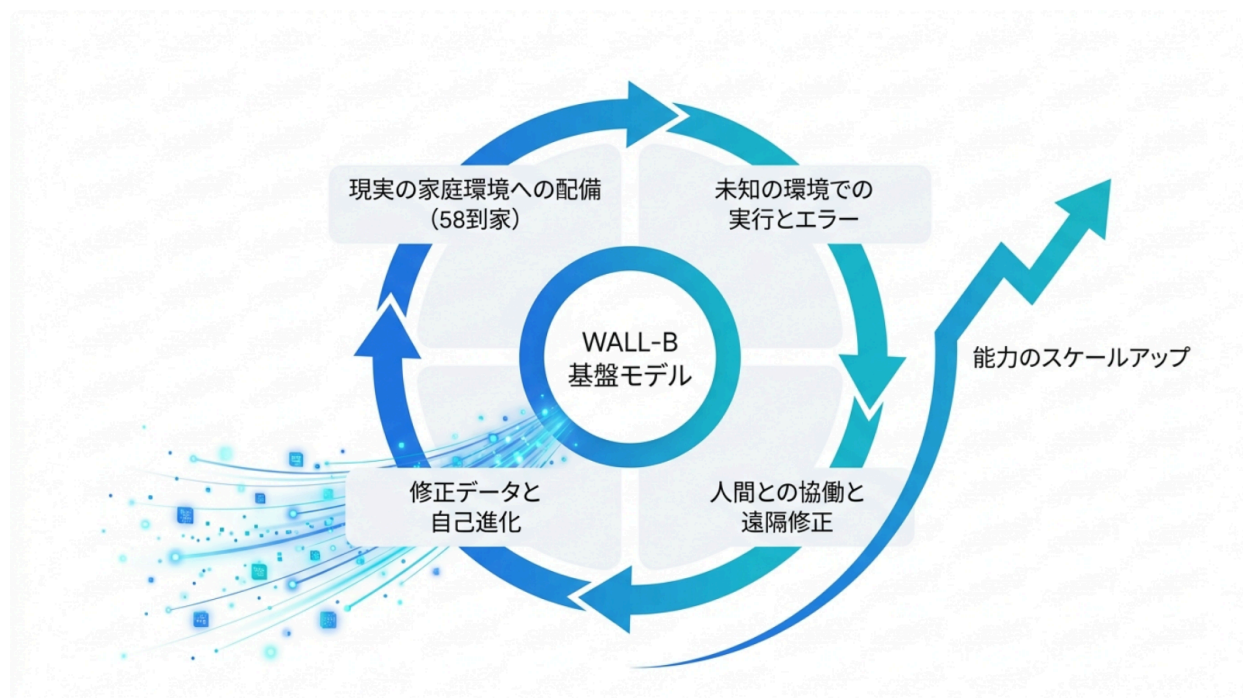 現実の家庭環境への配備
（58到家）
未知の環境での
実行とエラー
WALL-B
基盤モデル
能力のスケールアップ
修正データと
自己進化
人間との協働と
遠隔修正